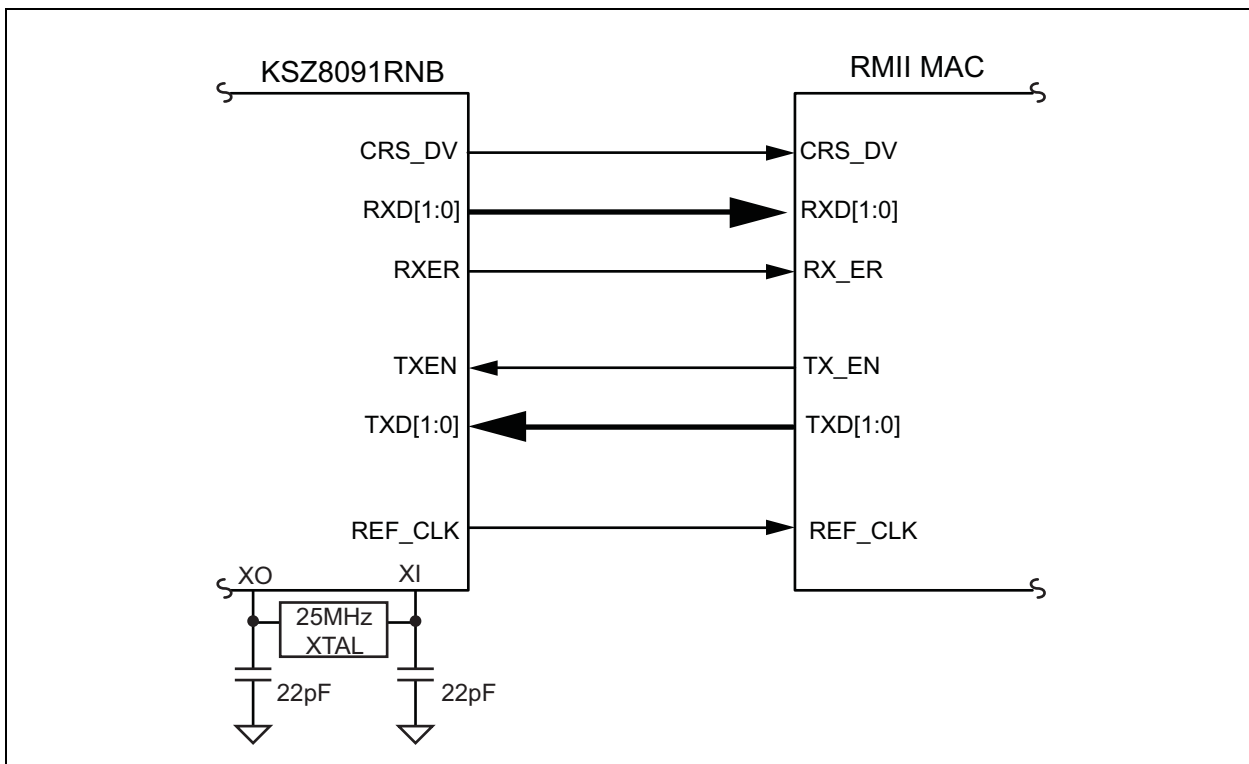 KSZ8091RNB RMII MAC
CRS_DV CRS_DV
RXD[1:0] RXD[1:0]
RXER RX_ER
TXEN TX_EN
TXD[1:0] TXD[1:0]
REF_CLK REF_CLK
XO XI
25MHz
XTAL
22pF 22pF